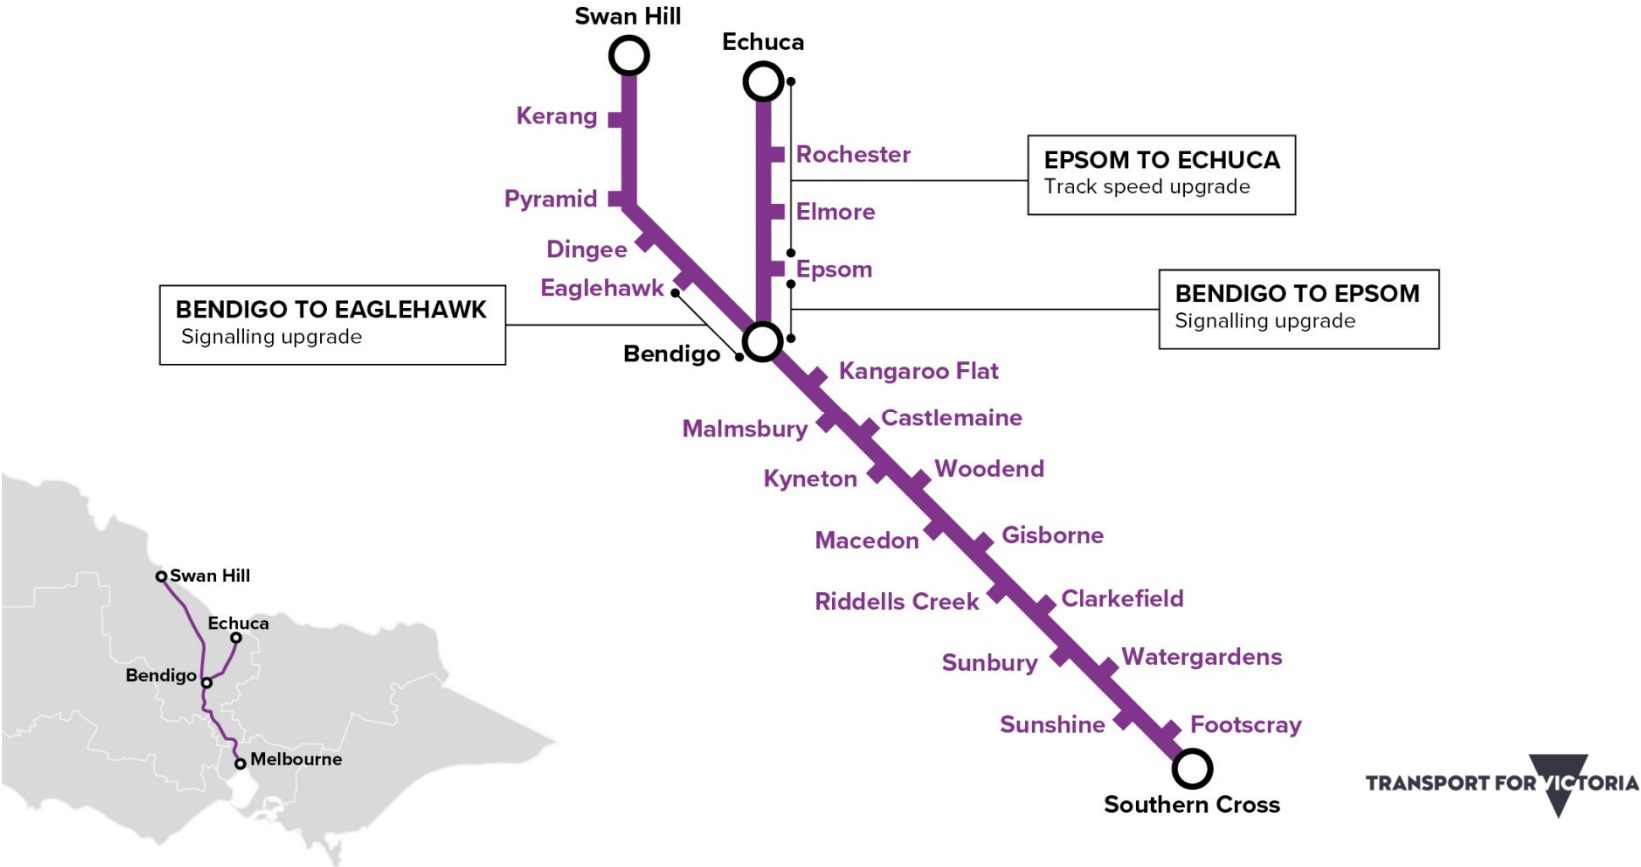 Swan Hill
Echuca
Kerang
Rochester
EPSOM TO ECHUCA
Track speed upgrade
Pyramid
Elmore
Dingee
Epsom
Eaglehawk
BENDIGO TO EAGLEHAWK
Signalling upgrade
BENDIGO TO EPSOM
Signalling upgrade
Bendigo
Kangaroo Flat
Castlemaine
Malmsbury
Woodend
Kyneton
Gisborne
Macedon
Clarkefield
Riddells Creek
Watergardens
Sunbury
Footscray
Sunshine
Southern Cross
Swan Hill
Echuca
Bendigo
Melbourne
TRANSPORT FOR VICTORIA